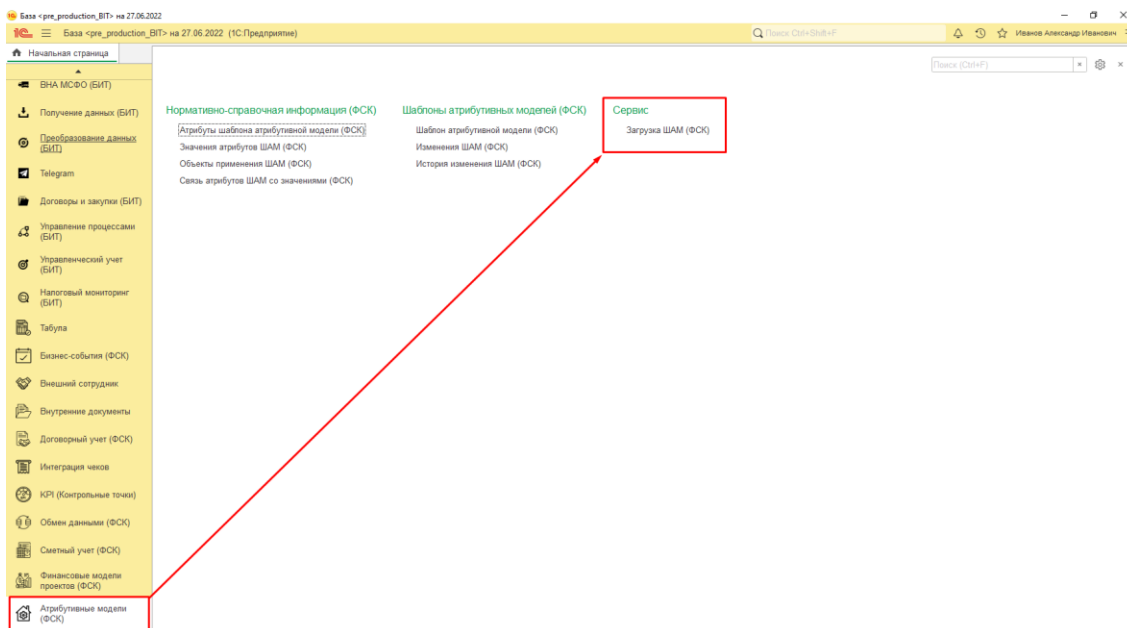 База <pre_production_BIT> на 27.06.2022
База <pre_production_BIT> на 27.06.2022 (1С:Предприятие)
Поиск Ctrl+Shift+F
Иванов Александр Иванович
Начальная страница
Поиск (Ctrl+F)
ВНА МСФО (БИТ)
Получение данных (БИТ)
Преобразование данных
(БИТ)
Telegram
Договоры и закупки (БИТ)
Управление процессами
(БИТ)
Управленческий учет
(БИТ)
Налоговый мониторинг
(БИТ)
Табула
Бизнес-события (ФСК)
Внешний сотрудник
Внутренние документы
Договорный учет (ФСК)
Интеграция чеков
KPI (Контрольные точки)
Обмен данными (ФСК)
Сметный учет (ФСК)
Финансовые модели
проектов (ФСК)
Атрибутивные модели
(ФСК)
Нормативно-справочная информация (ФСК)
Атрибуты шаблона атрибутивной модели (ФСК)
Значения атрибутов ШАМ (ФСК)
Объекты применения ШАМ (ФСК)
Связь атрибутов ШАМ со значениями (ФСК)
Шаблоны атрибутивных моделей (ФСК)
Шаблон атрибутивной модели (ФСК)
Изменения ШАМ (ФСК)
История изменения ШАМ (ФСК)
Сервис
Загрузка ШАМ (ФСК)